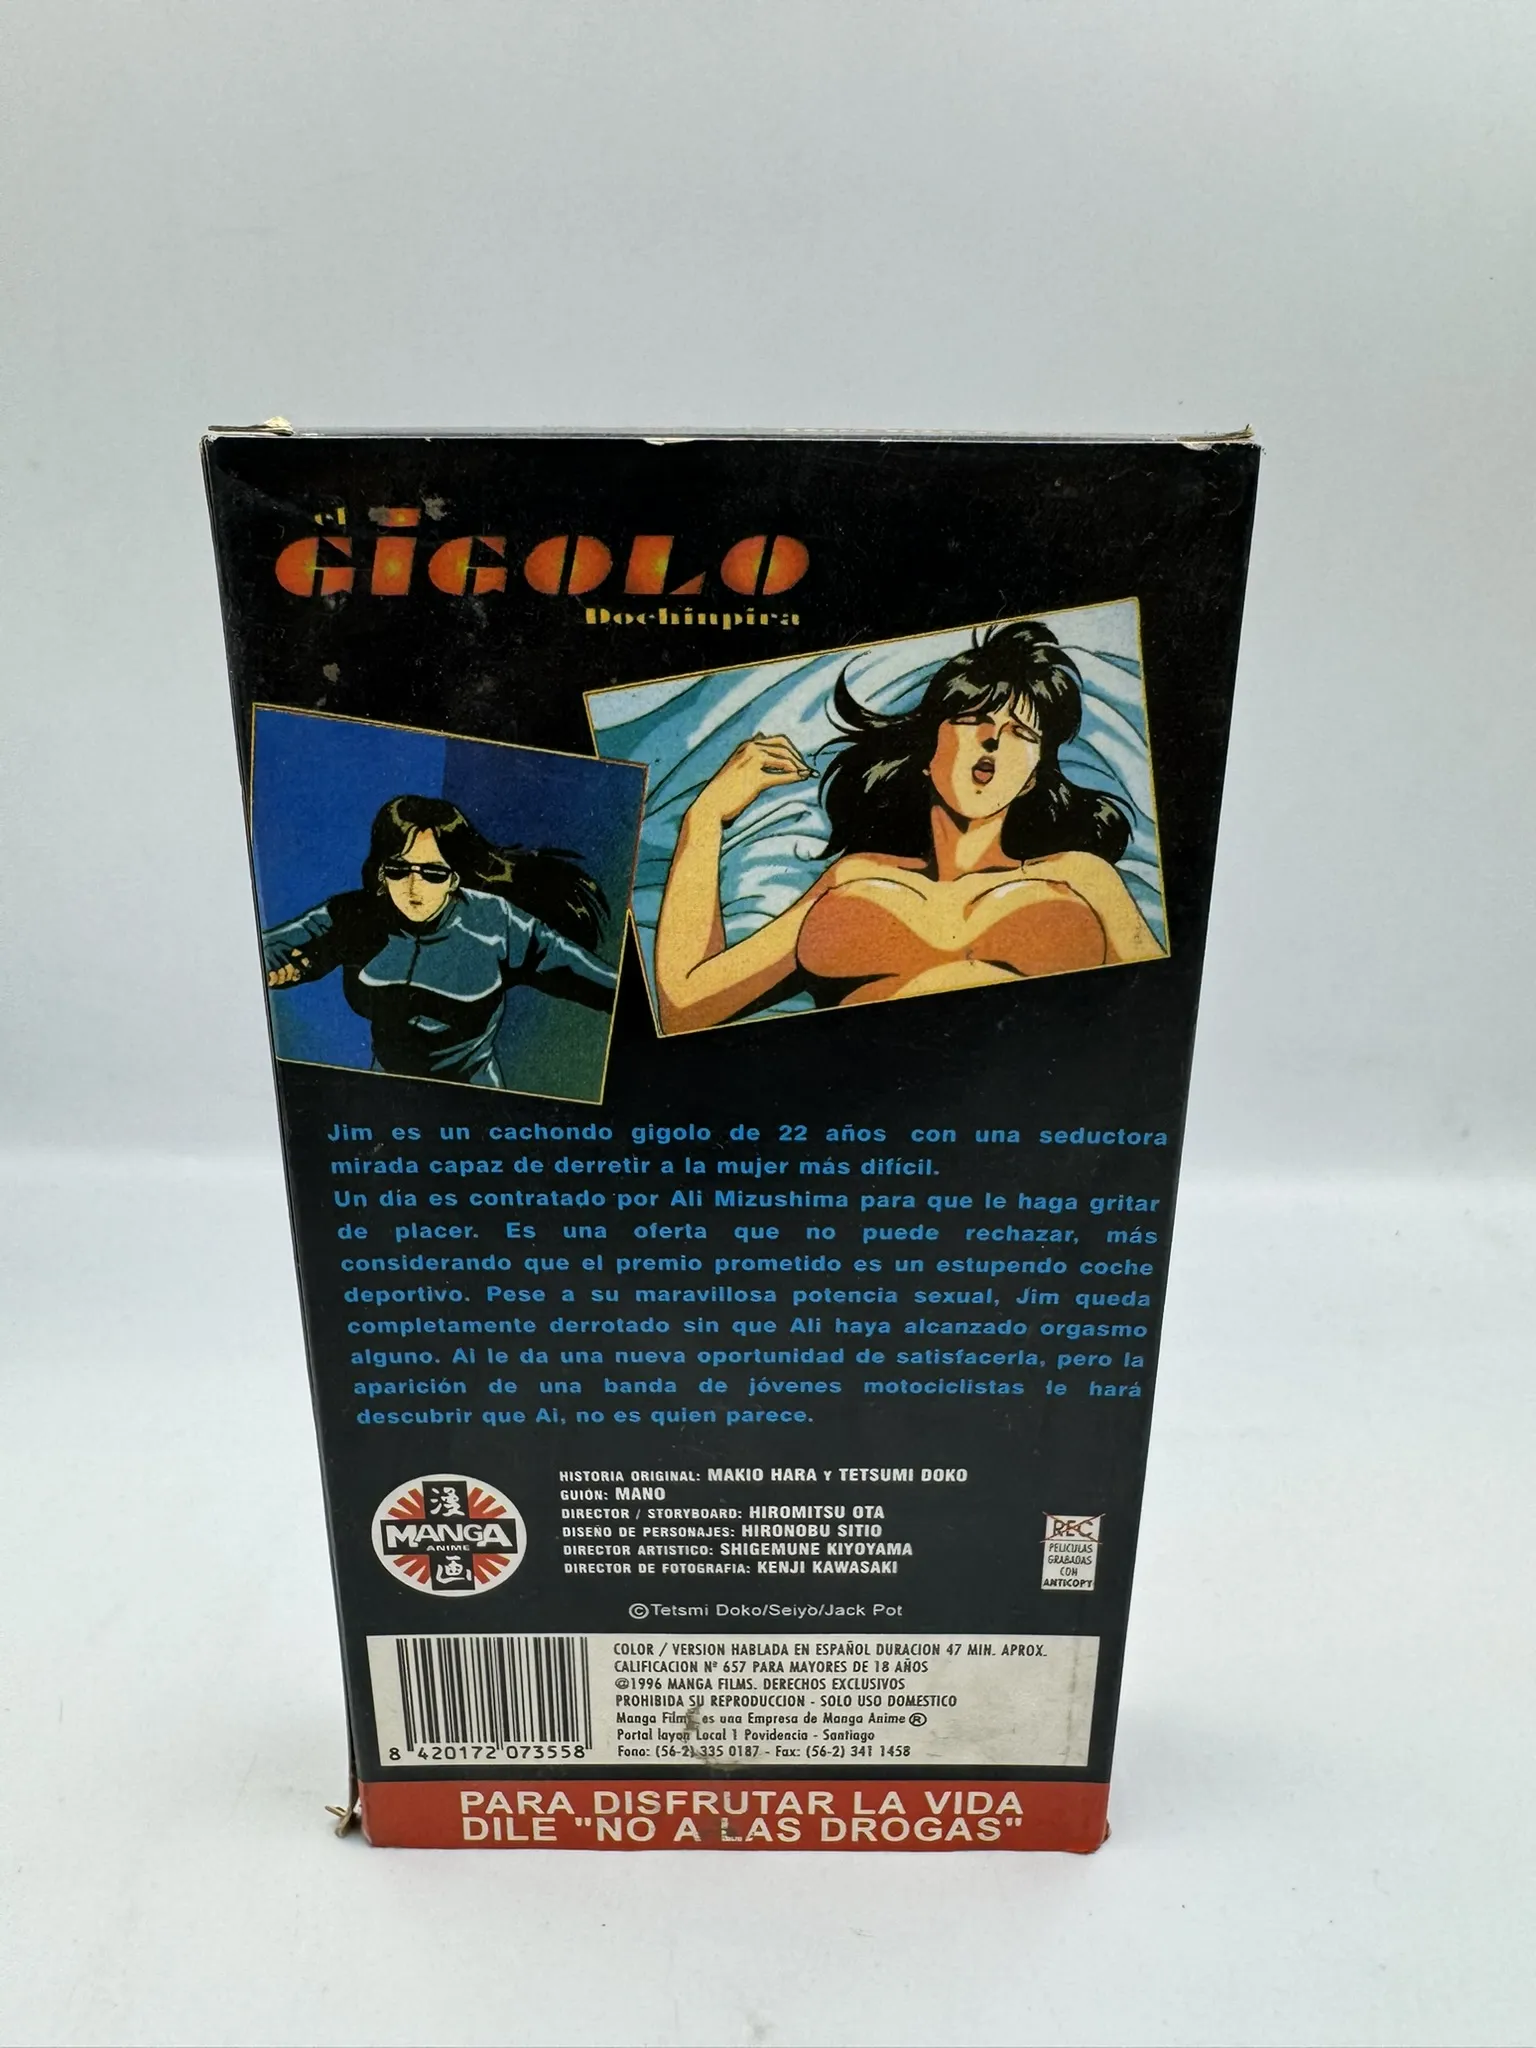 el
GIGOLO
Dochinpira
Jim es un cachondo gigolo de 22 años con una seductora
mirada capaz de derretir a la mujer más difícil.
Un día es contratado por Ali Mizushima para que le haga gritar
de placer. Es una oferta que no puede rechazar, más
considerando que el premio prometido es un estupendo coche
deportivo. Pese a su maravillosa potencia sexual, Jim queda
completamente derrotado sin que Ali haya alcanzado orgasmo
alguno. Ai le da una nueva oportunidad de satisfacerla, pero la
aparición de una banda de jóvenes motociclistas le hará
descubrir que Ai, no es quien parece.
漫
MANGA
ANIME
画
HISTORIA ORIGINAL: MAKIO HARA Y TETSUMI DOKO
GUIÓN: MANO
DIRECTOR / STORYBOARD: HIROMITSU OTA
DISEÑO DE PERSONAJES: HIRONOBU SITIO
DIRECTOR ARTISTICO: SHIGEMUNE KIYOYAMA
DIRECTOR DE FOTOGRAFIA: KENJI KAWASAKI
REC
PELICULAS
GRABADAS
CON
ANTICOPY
©Tetsmi Doko/Seiyo/Jack Pot
COLOR / VERSION HABLADA EN ESPAÑOL DURACION 47 MIN. APROX.
CALIFICACION Nº 657 PARA MAYORES DE 18 AÑOS
@1996 MANGA FILMS. DERECHOS EXCLUSIVOS
PROHIBIDA SU REPRODUCCION - SOLO USO DOMESTICO
Manga Films es una Empresa de Manga Anime ®
Portal layon Local 1 Povidencia - Santiago
Fono: (56-2) 335 0187 - Fax: (56-2) 341 1458
8 420172 073558
PARA DISFRUTAR LA VIDA
DILE "NO A LAS DROGAS"